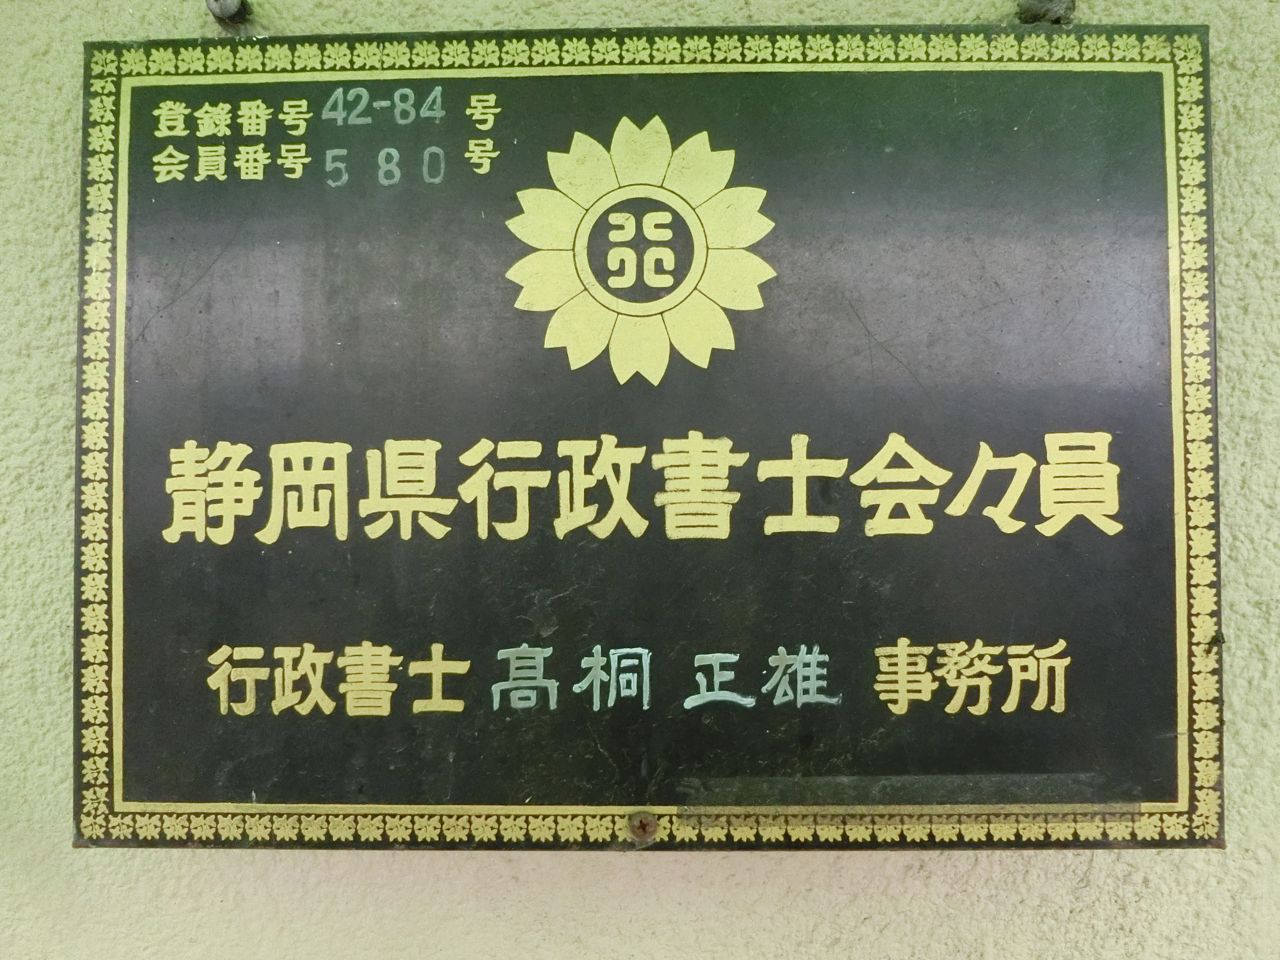 登録番号 42-84 号
会員番号 5 8 0 号
行
静岡県行政書士会々員
行政書士 髙桐 正雄 事務所